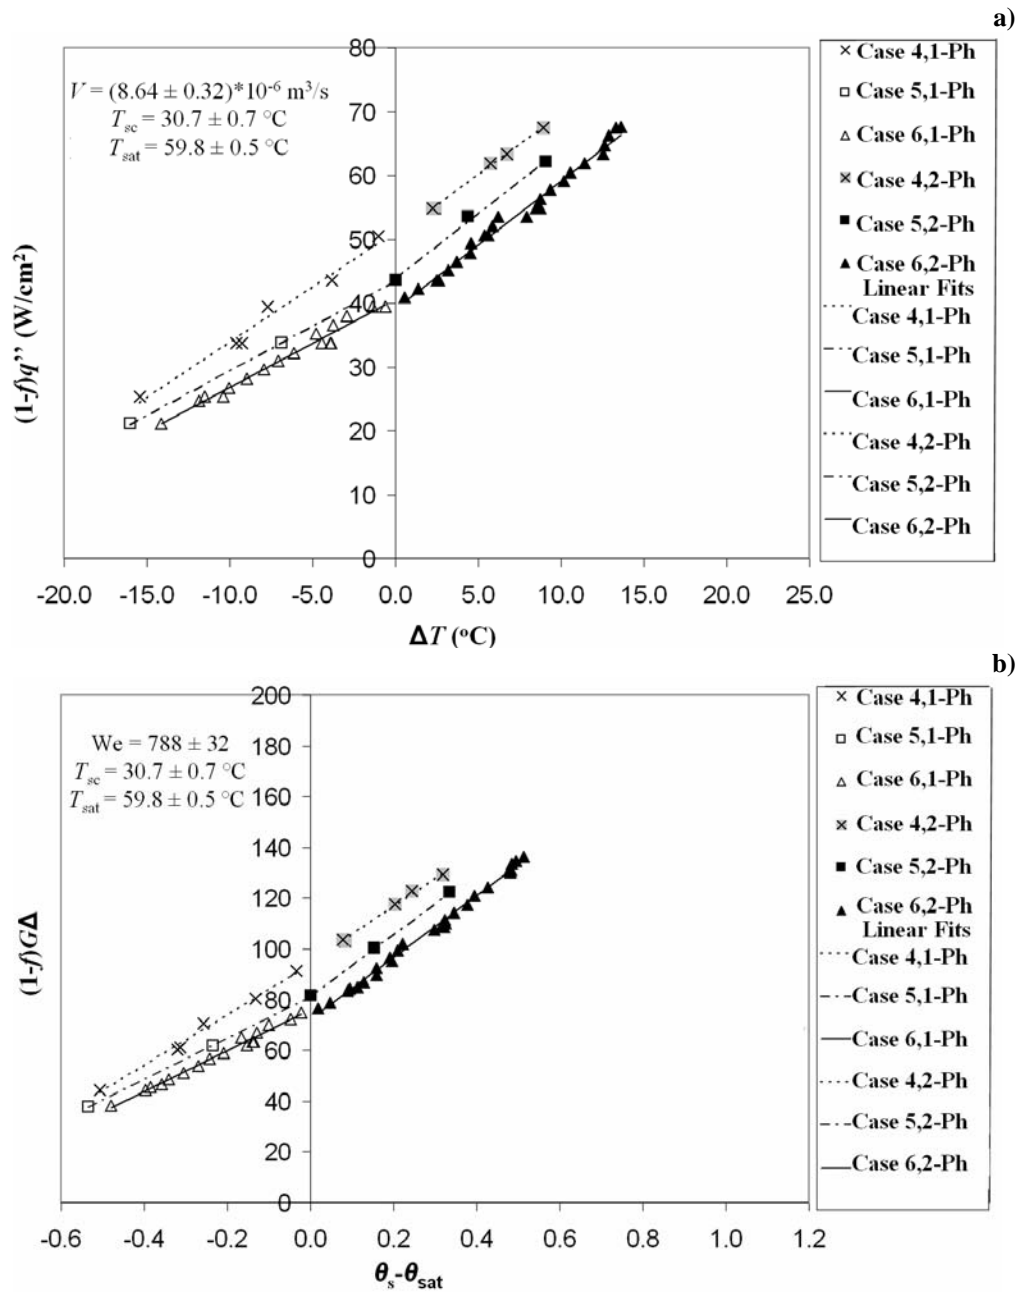 a)
80
70
60
50
40
30
20
10
0
(1-f)q’’ (W/cm²)
V = (8.64 ± 0.32)*10⁻⁶ m³/s
Tsc = 30.7 ± 0.7 °C
Tsat = 59.8 ± 0.5 °C
-20.0 -15.0 -10.0 -5.0 0.0 5.0 10.0 15.0 20.0 25.0
ΔT (°C)
Case 4,1-Ph
Case 5,1-Ph
Case 6,1-Ph
Case 4,2-Ph
Case 5,2-Ph
Case 6,2-Ph
Linear Fits
Case 4,1-Ph
Case 5,1-Ph
Case 6,1-Ph
Case 4,2-Ph
Case 5,2-Ph
Case 6,2-Ph
b)
200
180
160
140
120
100
80
60
40
20
0
(1-f)GΔ
We = 788 ± 32
Tsc = 30.7 ± 0.7 °C
Tsat = 59.8 ± 0.5 °C
-0.6 -0.4 -0.2 0.0 0.2 0.4 0.6 0.8 1.0 1.2
θs-θsat
Case 4,1-Ph
Case 5,1-Ph
Case 6,1-Ph
Case 4,2-Ph
Case 5,2-Ph
Case 6,2-Ph
Linear Fits
Case 4,1-Ph
Case 5,1-Ph
Case 6,1-Ph
Case 4,2-Ph
Case 5,2-Ph
Case 6,2-Ph